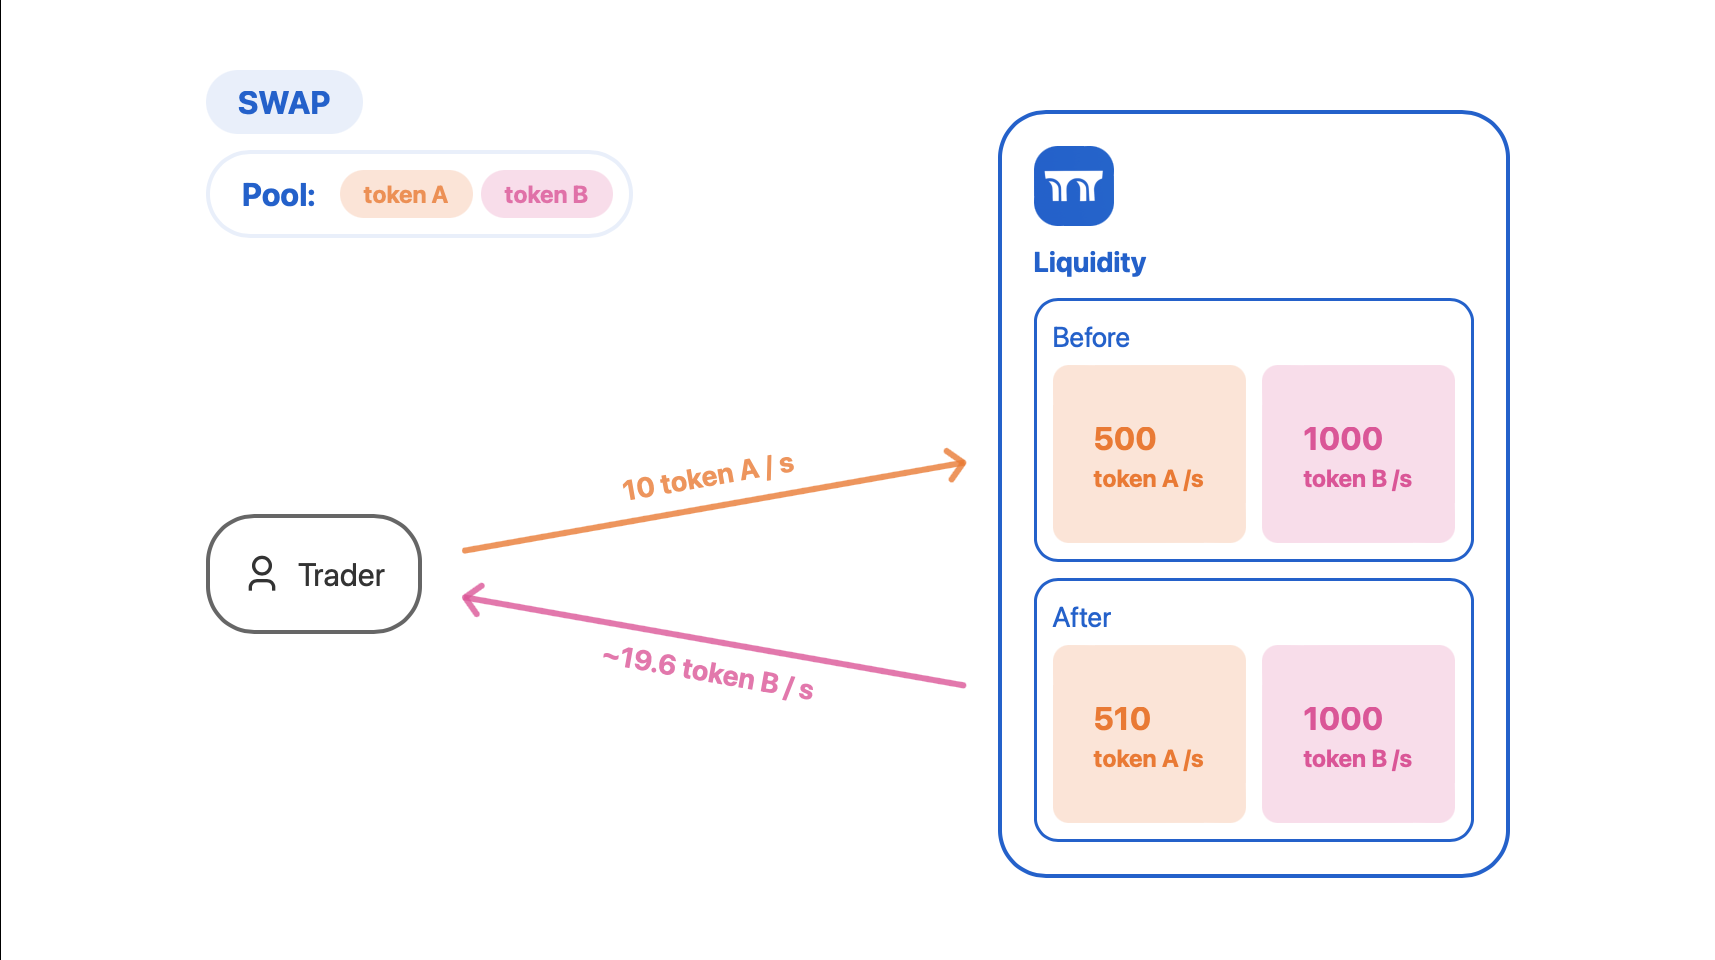 SWAP
Pool: token A token B
Liquidity
Before
500
token A /s
1000
token B /s
10 token A / s
Trader
~19.6 token B / s
After
510
token A /s
1000
token B /s